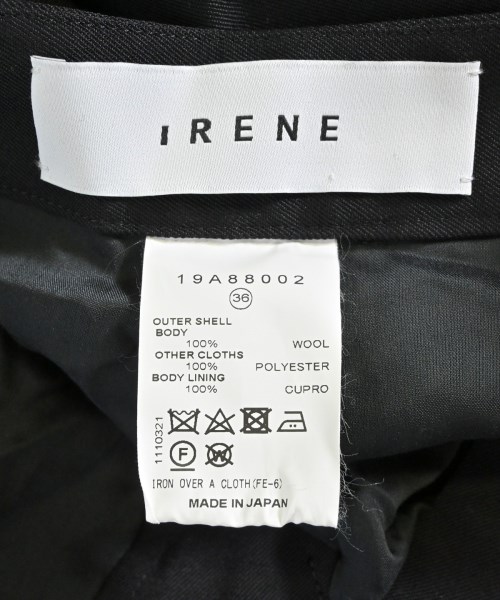 IRENE
19A88002
36
OUTER SHELL
BODY
100% WOOL
OTHER CLOTHS
100% POLYESTER
BODY LINING
100% CUPRO
1110321
F
W
IRON OVER A CLOTH(FE-6)
MADE IN JAPAN